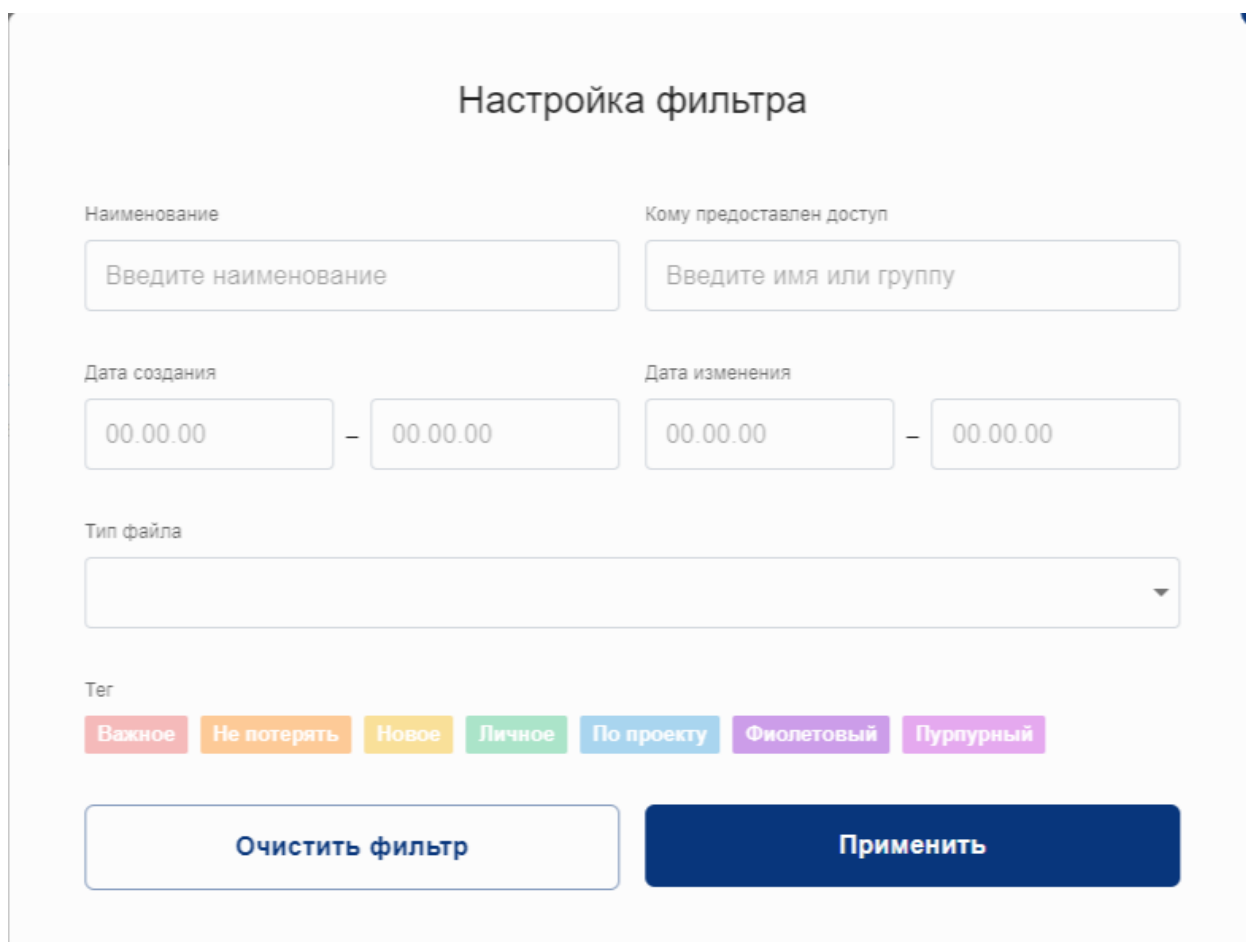 Настройка фильтра
Наименование
Кому предоставлен доступ
Введите наименование
Введите имя или группу
Дата создания
Дата изменения
00.00.00 – 00.00.00
00.00.00 – 00.00.00
Тип файла
Тег
Важное Не потерять Новое Личное По проекту Фиолетовый Пурпурный
Очистить фильтр
Применить